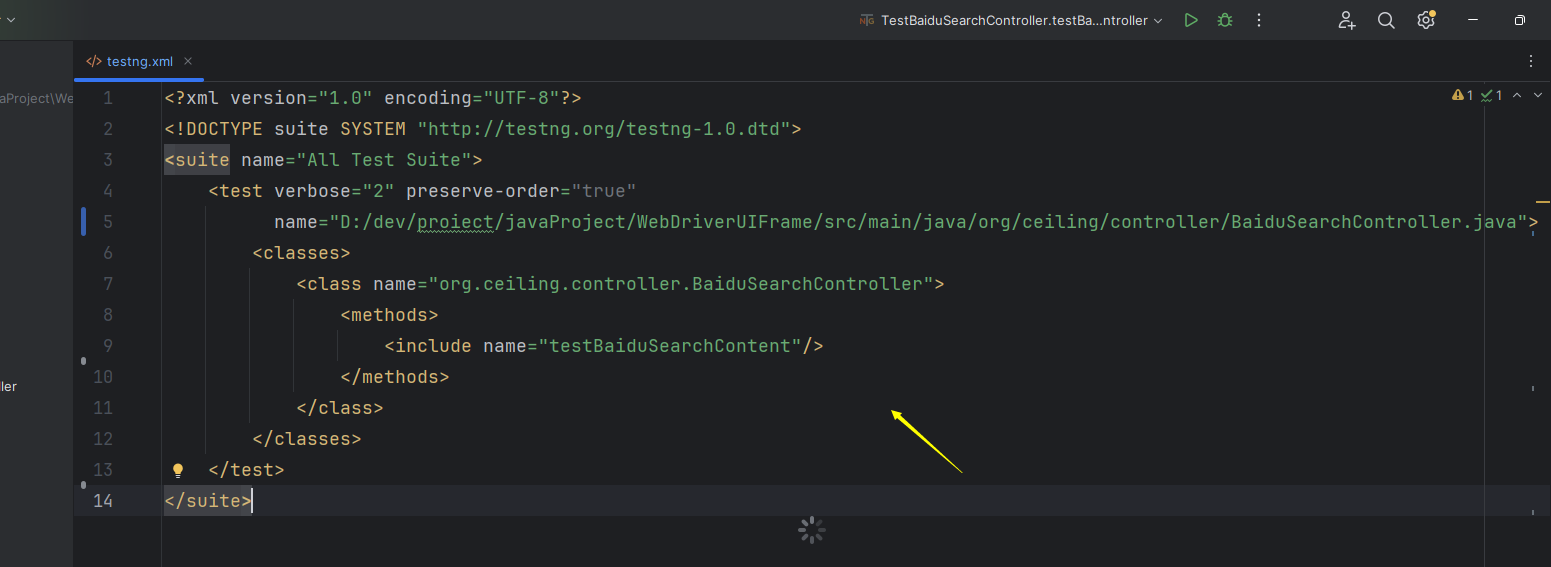 TestBaiduSearchController.testBa...ntroller
testng.xml
aProject\We
1 <?xml version="1.0" encoding="UTF-8"?>
2 <!DOCTYPE suite SYSTEM "http://testng.org/testng-1.0.dtd">
3 <suite name="All Test Suite">
4 <test verbose="2" preserve-order="true"
5 name="D:/dev/proiect/javaProject/WebDriverUIFrame/src/main/java/org/ceiling/controller/BaiduSearchController.java">
6 <classes>
7 <class name="org.ceiling.controller.BaiduSearchController">
8 <methods>
9 <include name="testBaiduSearchContent"/>
10 </methods>
ller
11 </class>
12 </classes>
13 </test>
14 </suite>
1 1